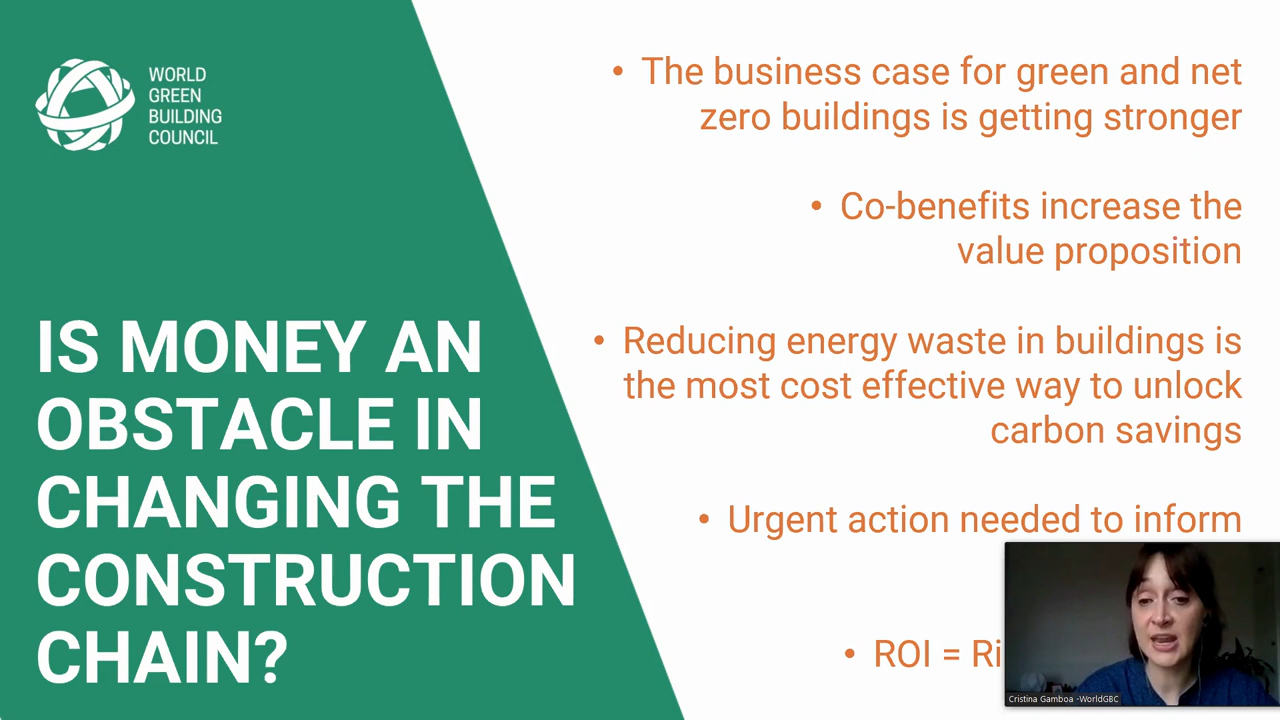 WORLD
GREEN
BUILDING
COUNCIL
IS MONEY AN
OBSTACLE IN
CHANGING THE
CONSTRUCTION
CHAIN?
• The business case for green and net
zero buildings is getting stronger
• Co-benefits increase the
value proposition
• Reducing energy waste in buildings is
the most cost effective way to unlock
carbon savings
• Urgent action needed to inform
• ROI = Ri
Cristina Gamboa -WorldGBC